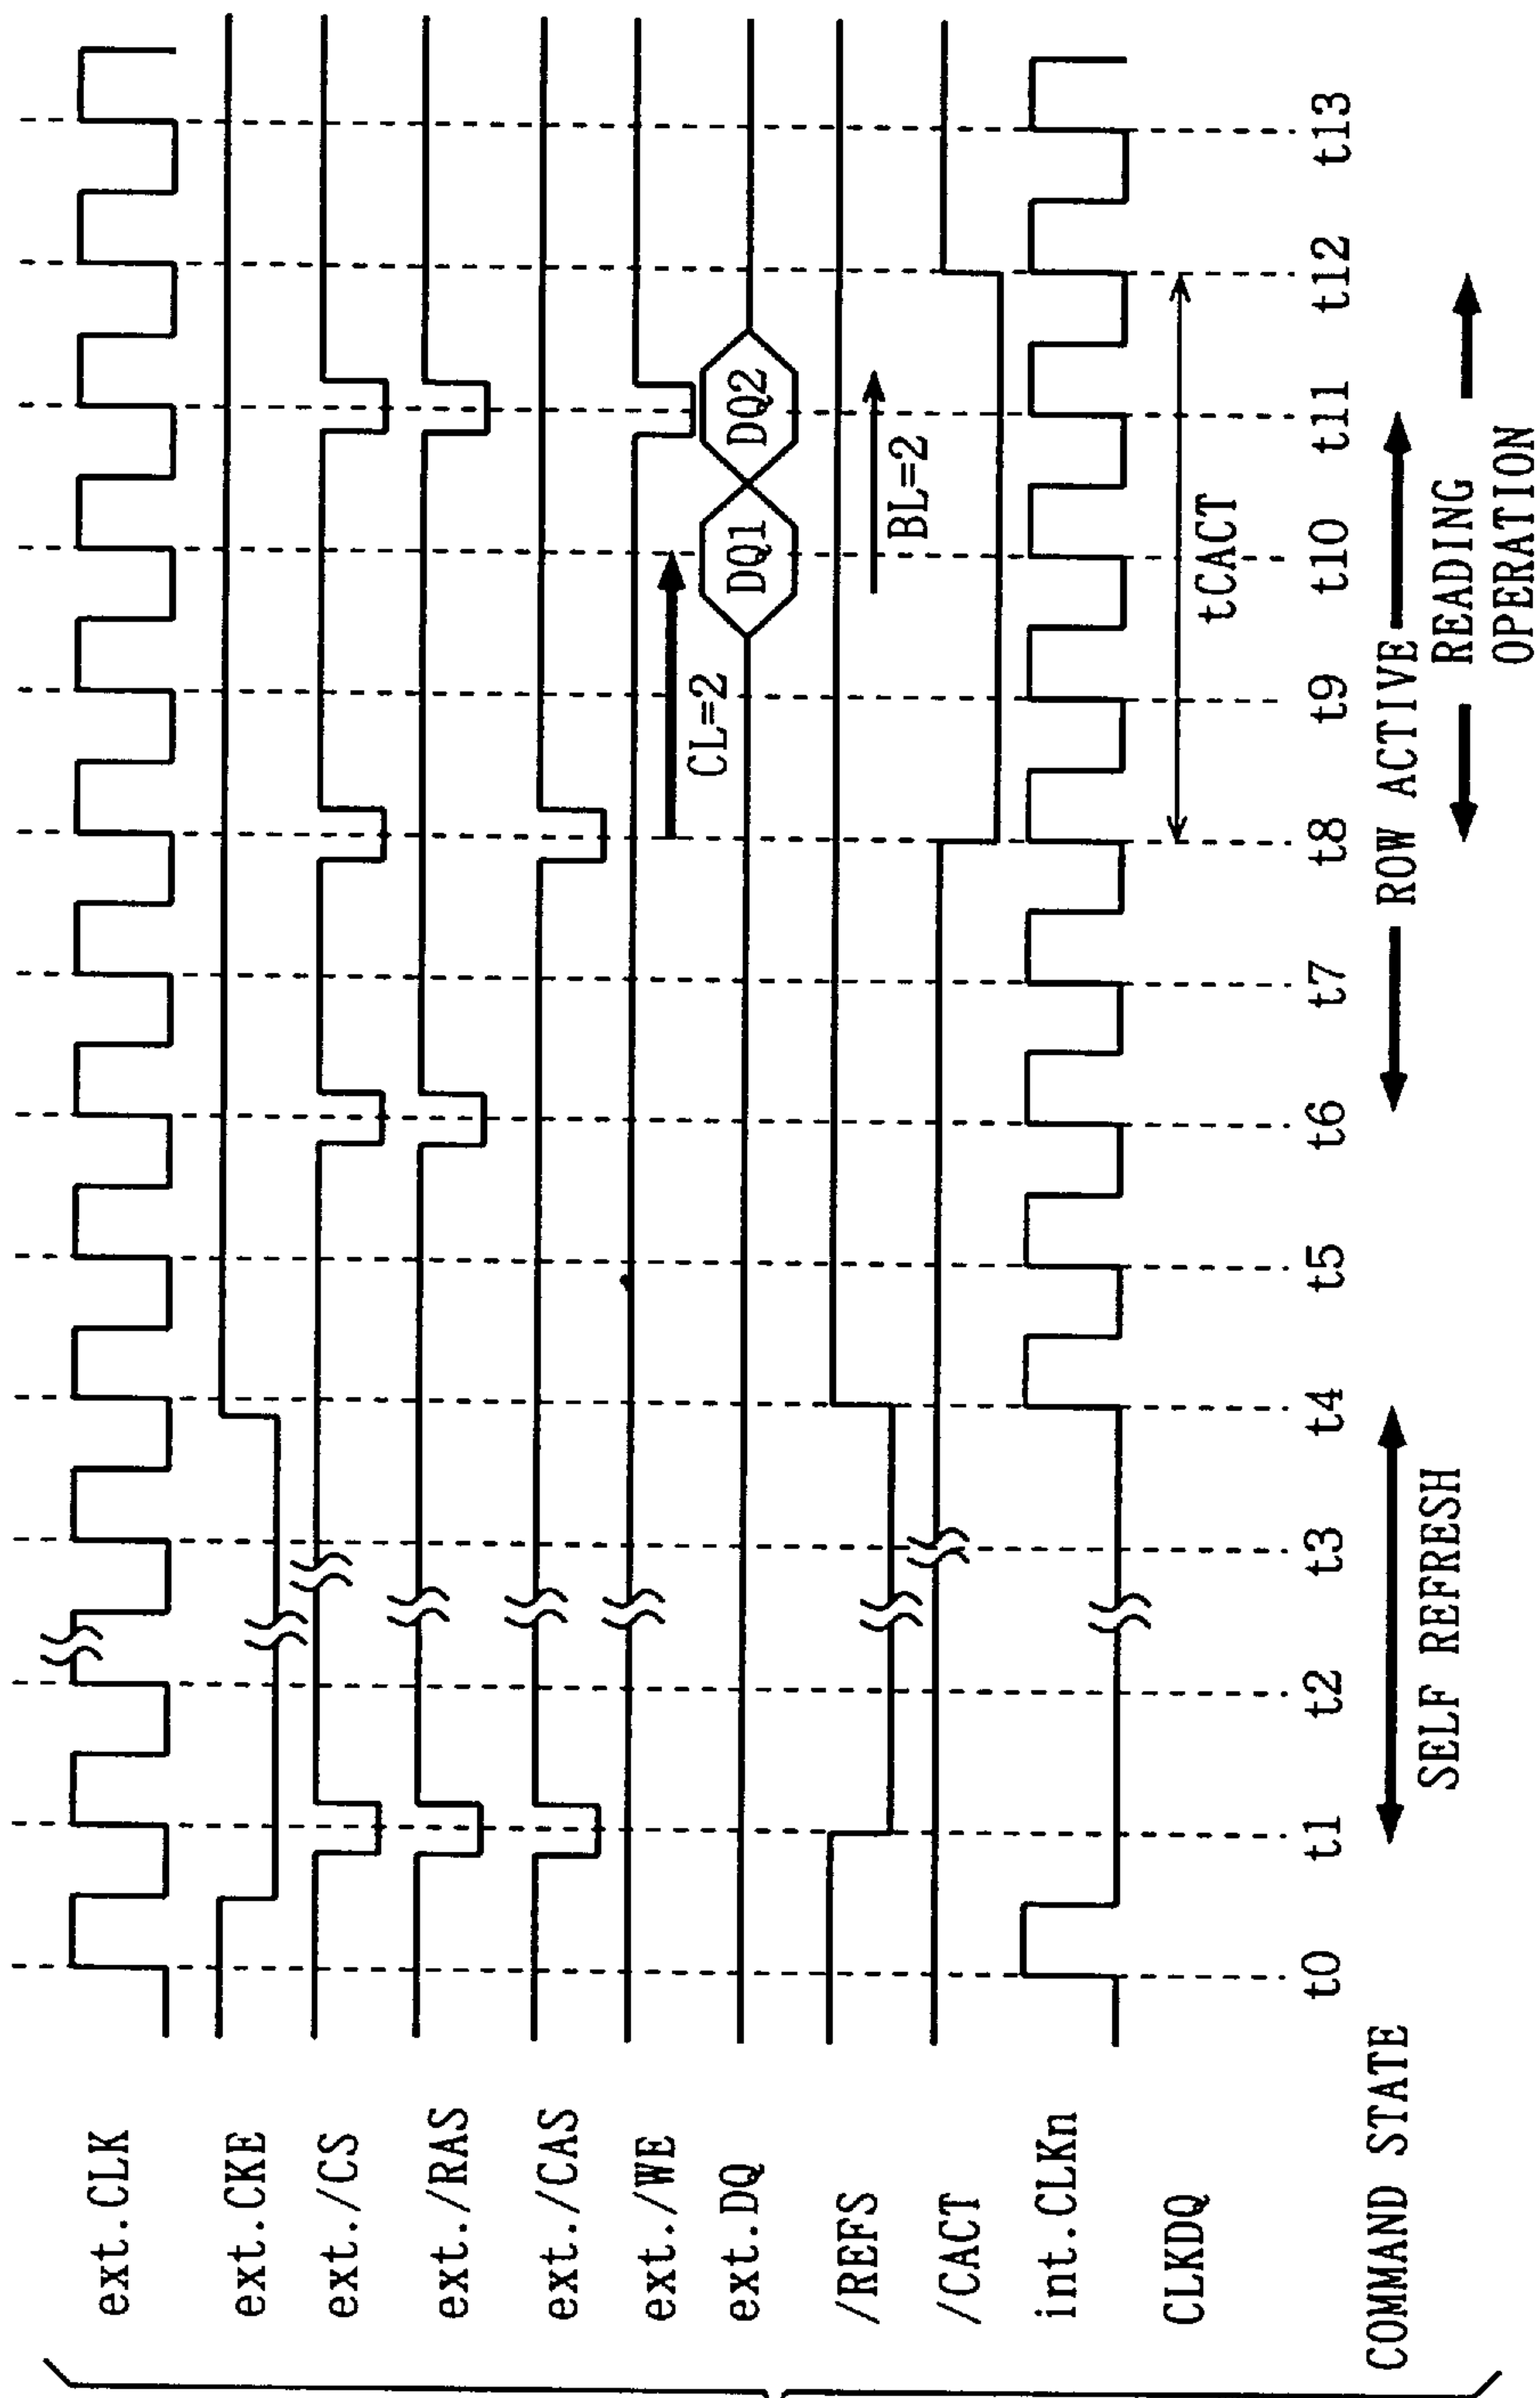 ext.CLK
ext.CKE
ext./CS
ext./RAS
ext./CAS
ext./WE
CL=2
ext.DQ
DQ1
DQ2
/REFS
BL=2
/CACT
int.CLKn
CLKDQ
tCACT
t0
t1
t2
t3
t4
t5
t6
t7
t8
t9
t10
t11
t12
t13
COMMAND STATE
SELF REFRESH
ROW ACTIVE
READING
OPERATION